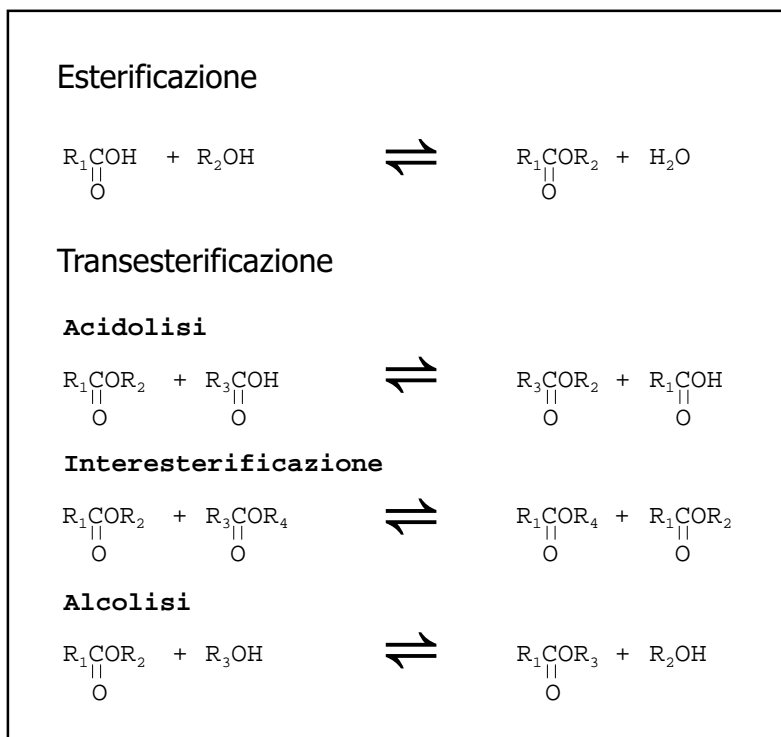 Esterificazione
R₁COH + R₂OH ⇌ R₁COR₂ + H₂O
O O
Transesterificazione
Acidolisi
R₁COR₂ + R₃COH ⇌ R₃COR₂ + R₁COH
O O O O
Interesterificazione
R₁COR₂ + R₃COR₄ ⇌ R₁COR₄ + R₁COR₂
O O O O
Alcolisi
R₁COR₂ + R₃OH ⇌ R₁COR₃ + R₂OH
O O